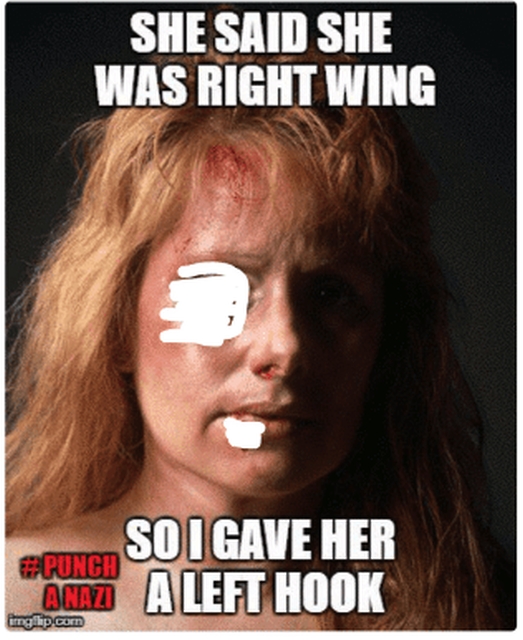 SHE SAID SHE
WAS RIGHT WING
SO I GAVE HER
A LEFT HOOK
#PUNCH
A NAZI
imgflip.com